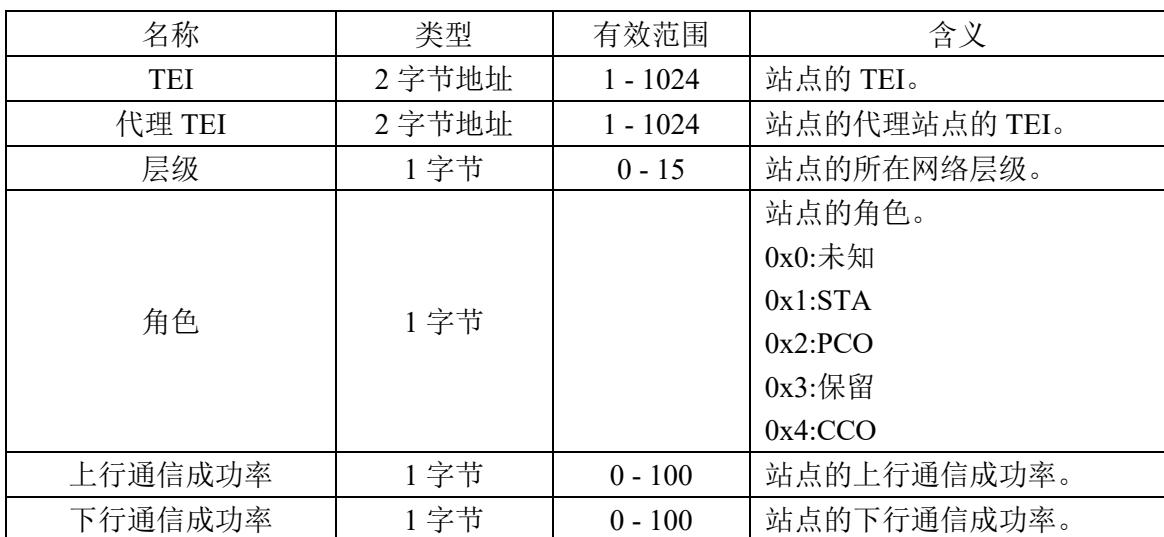 名称 类型 有效范围 含义
TEI 2 字节地址 1 - 1024 站点的 TEI。
代理 TEI 2 字节地址 1 - 1024 站点的代理站点的 TEI。
层级 1 字节 0 - 15 站点的所在网络层级。
角色 1 字节 站点的角色。
0x0:未知
0x1:STA
0x2:PCO
0x3:保留
0x4:CCO
上行通信成功率 1 字节 0 - 100 站点的上行通信成功率。
下行通信成功率 1 字节 0 - 100 站点的下行通信成功率。